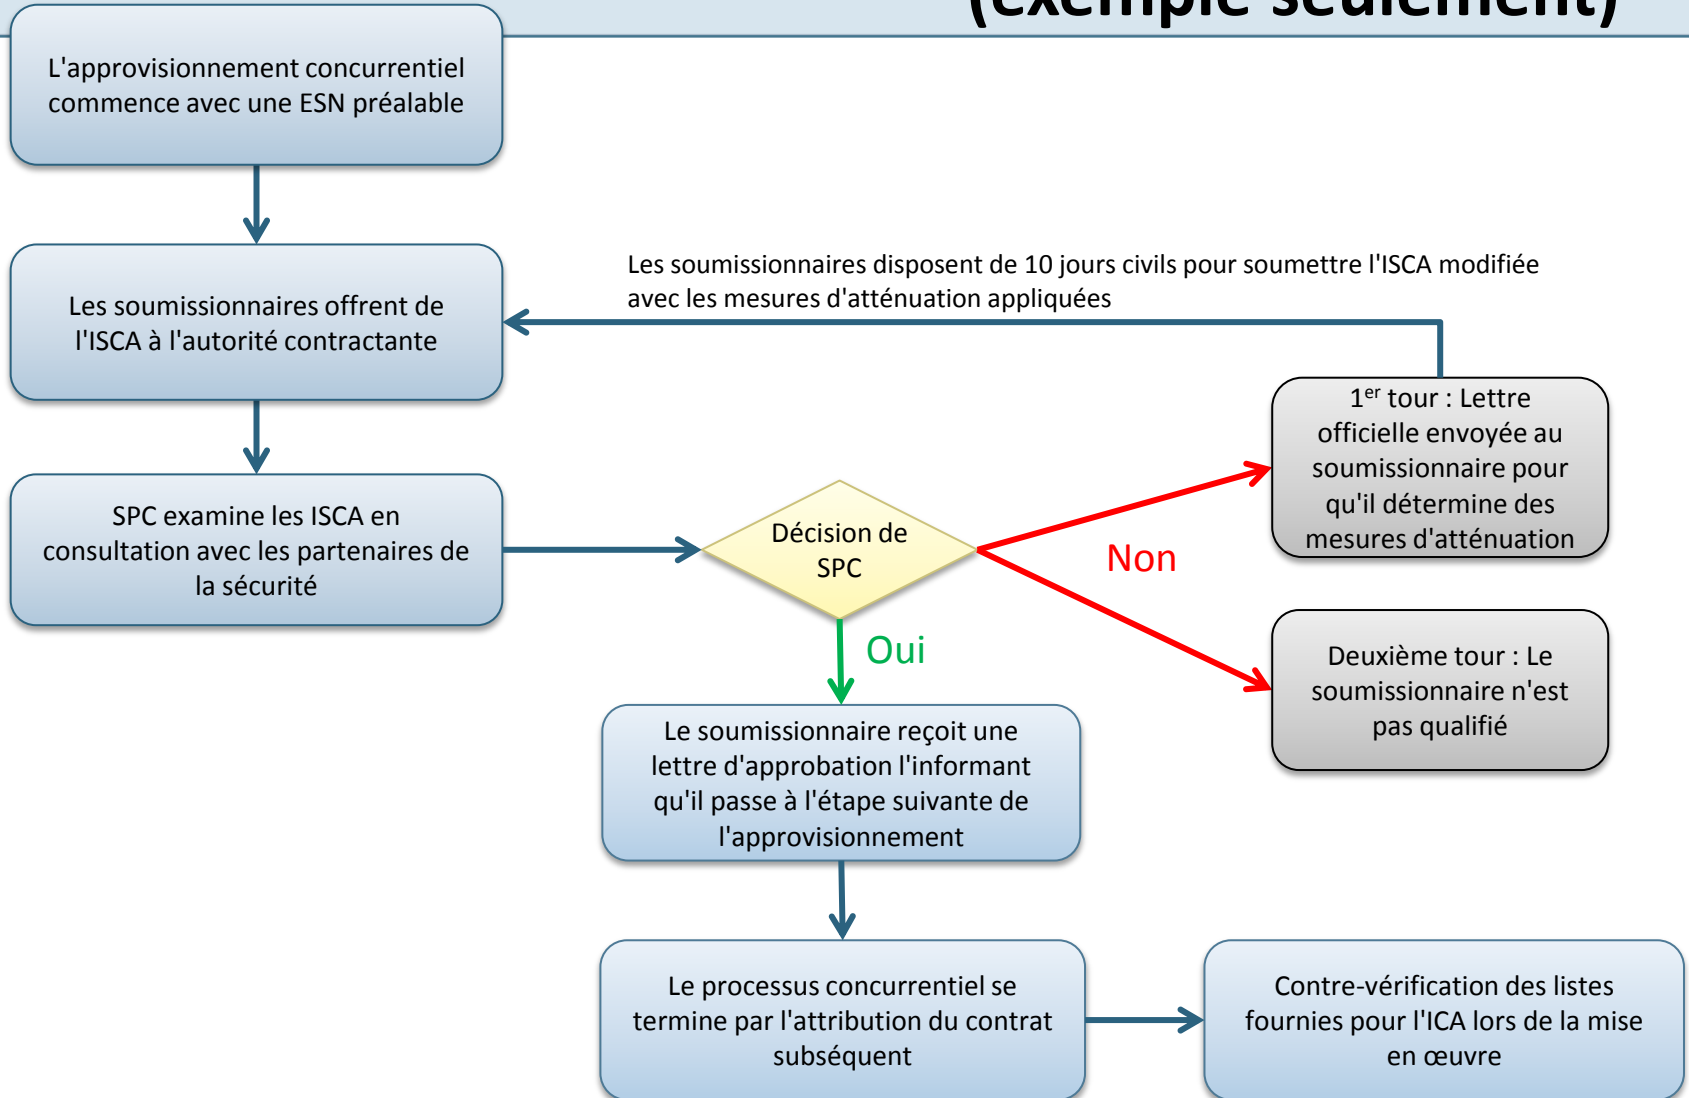 (exemple seulement)
L'approvisionnement concurrentiel
commence avec une ESN préalable
Les soumissionnaires disposent de 10 jours civils pour soumettre l'ISCA modifiée
avec les mesures d'atténuation appliquées
Les soumissionnaires offrent de
l'ISCA à l'autorité contractante
1er tour : Lettre
officielle envoyée au
soumissionnaire pour
qu'il détermine des
mesures d'atténuation
SPC examine les ISCA en
consultation avec les partenaires de
la sécurité
Décision de
SPC
Non
Oui
Deuxième tour : Le
soumissionnaire n'est
pas qualifié
Le soumissionnaire reçoit une
lettre d'approbation l'informant
qu'il passe à l'étape suivante de
l'approvisionnement
Le processus concurrentiel se
termine par l'attribution du contrat
subséquent
Contre-vérification des listes
fournies pour l'ICA lors de la mise
en œuvre